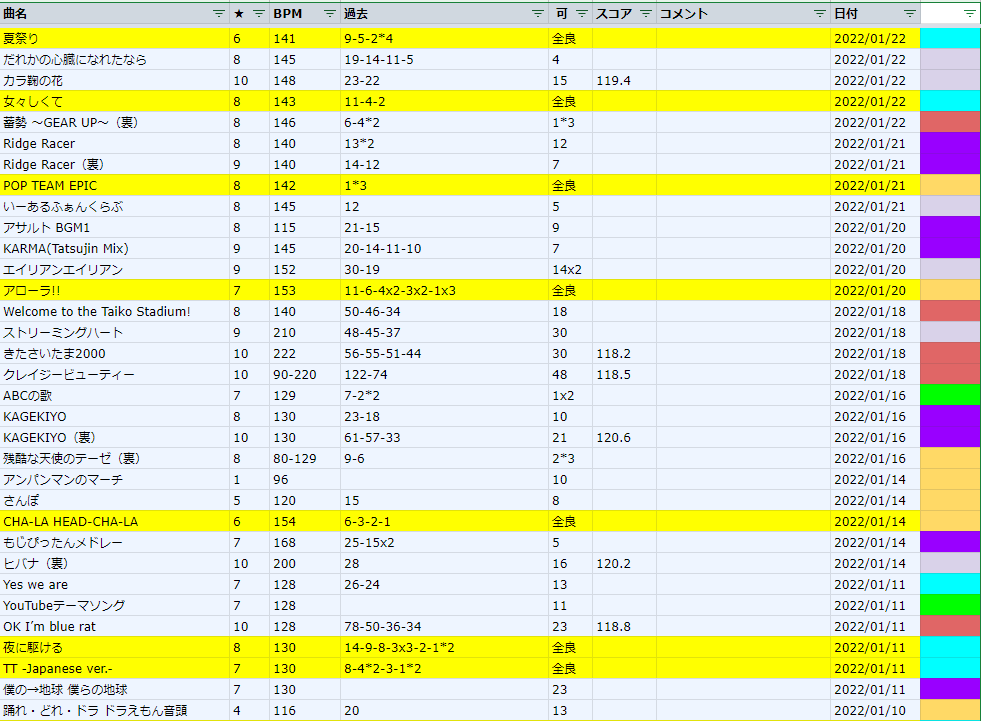 曲名 ★ BPM 過去 可 スコア コメント 日付
夏祭り 6 141 9-5-2*4 全良 2022/01/22
だれかの心臓になれたなら 8 145 19-14-11-5 4 2022/01/22
カラ鞠の花 10 148 23-22 15 119.4 2022/01/22
女々しくて 8 143 11-4-2 全良 2022/01/22
蓄勢 ～GEAR UP～（裏） 8 146 6-4*2 1*3 2022/01/22
Ridge Racer 8 140 13*2 12 2022/01/21
Ridge Racer（裏） 9 140 14-12 7 2022/01/21
POP TEAM EPIC 8 142 1*3 全良 2022/01/21
いーあるふぁんくらぶ 8 145 12 5 2022/01/21
アサルト BGM1 8 115 21-15 9 2022/01/20
KARMA(Tatsujin Mix) 9 145 20-14-11-10 7 2022/01/20
エイリアンエイリアン 9 152 30-19 14x2 2022/01/20
アローラ!! 7 153 11-6-4x2-3x2-1x3 全良 2022/01/20
Welcome to the Taiko Stadium! 8 140 50-46-34 18 2022/01/18
ストリーミングハート 9 210 48-45-37 30 2022/01/18
きたさいたま2000 10 222 56-55-51-44 30 118.2 2022/01/18
クレイジービューティー 10 90-220 122-74 48 118.5 2022/01/18
ABCの歌 7 129 7-2*2 1x2 2022/01/16
KAGEKIYO 8 130 23-18 10 2022/01/16
KAGEKIYO（裏） 10 130 61-57-33 21 120.6 2022/01/16
残酷な天使のテーゼ（裏） 8 80-129 9-6 2*3 2022/01/16
アンパンマンのマーチ 1 96 10 2022/01/14
さんぽ 5 120 15 8 2022/01/14
CHA-LA HEAD-CHA-LA 6 154 6-3-2-1 全良 2022/01/14
もじぴったんメドレー 7 168 25-15x2 5 2022/01/14
ヒバナ（裏） 10 200 28 16 120.2 2022/01/14
Yes we are 7 128 26-24 13 2022/01/11
YouTubeテーマソング 7 128 11 2022/01/11
OK I’m blue rat 10 128 78-50-36-34 23 118.8 2022/01/11
夜に駆ける 8 130 14-9-8-3x3-2-1*2 全良 2022/01/11
TT -Japanese ver.- 7 130 8-4*2-3-1*2 全良 2022/01/11
僕の→地球 僕らの地球 7 130 23 2022/01/11
踊れ・どれ・ドラ ドラえもん音頭 4 116 20 13 2022/01/10